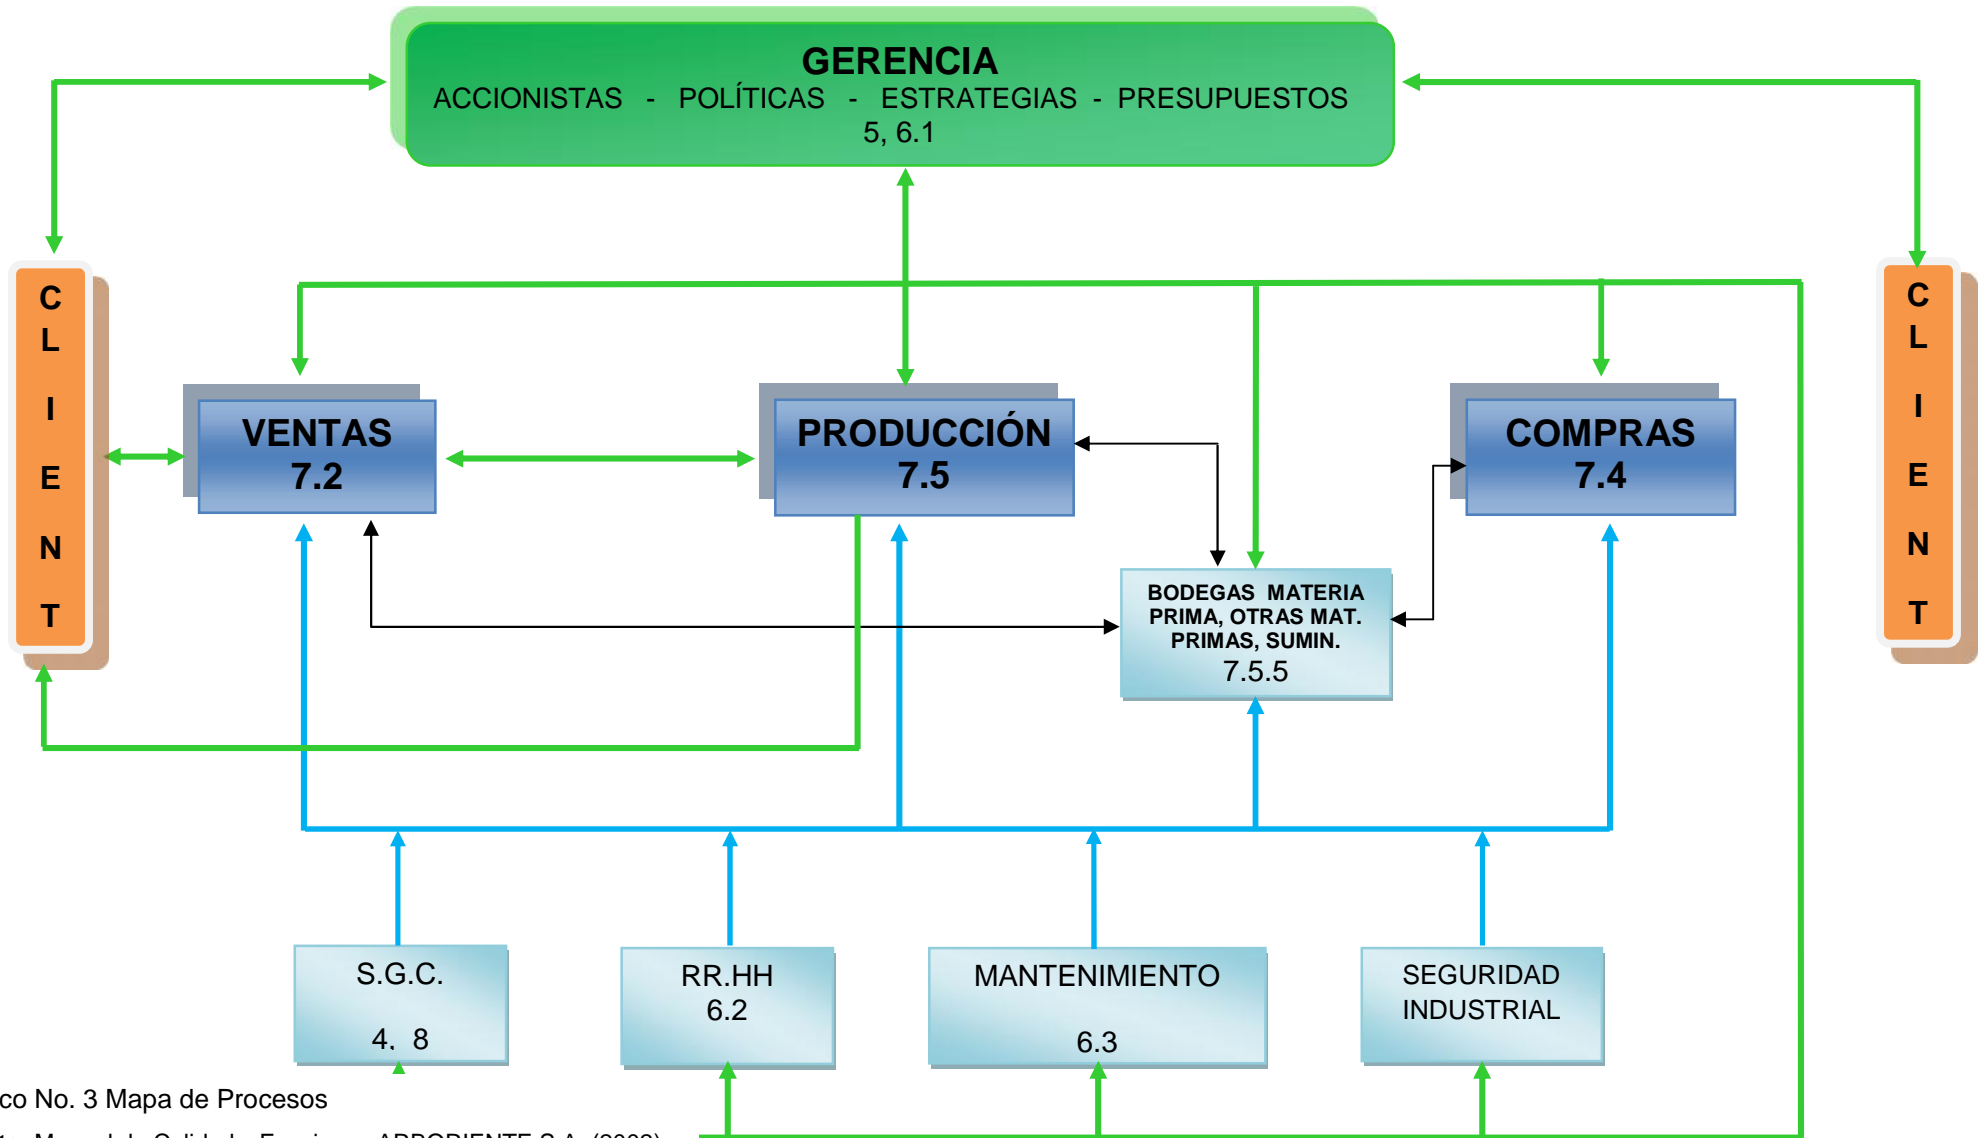 GERENCIA
ACCIONISTAS - POLÍTICAS - ESTRATEGIAS - PRESUPUESTOS
5, 6.1
C
L
I
E
N
T
VENTAS
7.2
PRODUCCIÓN
7.5
COMPRAS
7.4
C
L
I
E
N
T
BODEGAS MATERIA
PRIMA, OTRAS MAT.
PRIMAS, SUMIN.
7.5.5
S.G.C.
4, 8
RR.HH
6.2
MANTENIMIENTO
6.3
SEGURIDAD
INDUSTRIAL
co No. 3 Mapa de Procesos